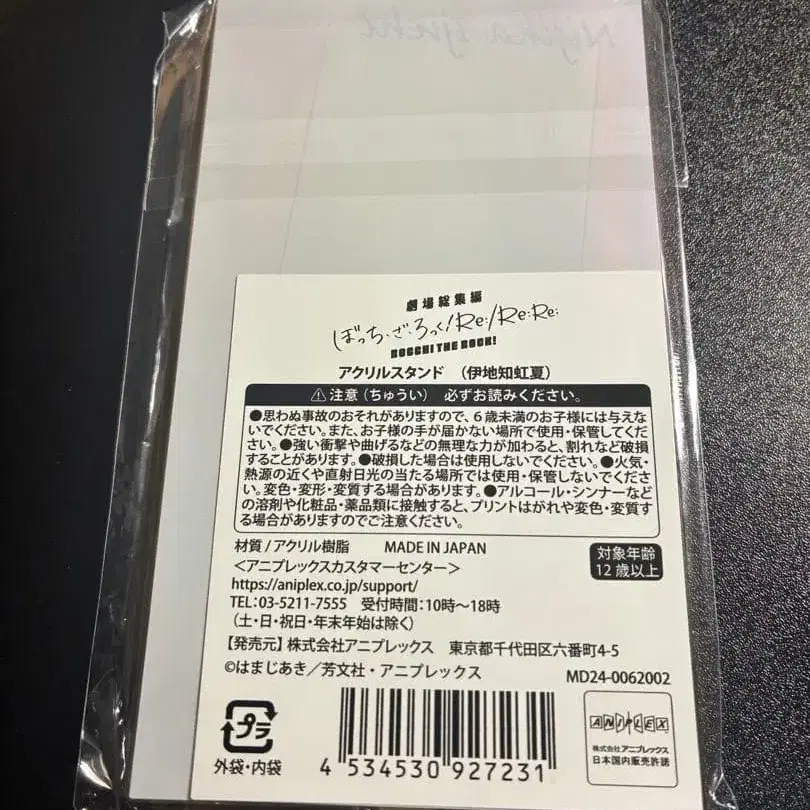 Nijika Ijichi
劇場総集編
ぼっち・ざ・ろっく!Re:/Re:Re:
BOCCHI THE ROCK!
アクリルスタンド （伊地知虹夏）
⚠注意（ちゅうい） 必ずお読みください。
●思わぬ事故のおそれがありますので、6歳未満のお子様には与えな
いでください。また、お子様の手が届かない場所で使用・保管してくだ
さい。●強い衝撃や曲げるなどの無理な力が加わると、割れなど破損
することがあります。●破損した場合は使用しないでください。●火気・
熱源の近くや直射日光の当たる場所では使用・保管しないでくださ
い。変色・変形・変質する場合があります。●アルコール・シンナーなど
の溶剤や化粧品・薬品類に接触すると、プリントはがれや変色・変質す
る場合がありますのでご注意ください。
材質/アクリル樹脂 MADE IN JAPAN
対象年齢
12歳以上
＜アニプレックスカスタマーセンター＞
https://aniplex.co.jp/support/
TEL：03-5211-7555 受付時間：10時〜18時
（土・日・祝日・年末年始は除く）
【発売元】株式会社アニプレックス 東京都千代田区六番町4-5
©はまじあき／芳文社・アニプレックス
MD24-0062002
プラ
外袋・内袋
4 534530 927231
ANIPLEX
株式会社アニプレックス
日本国内販売許諾